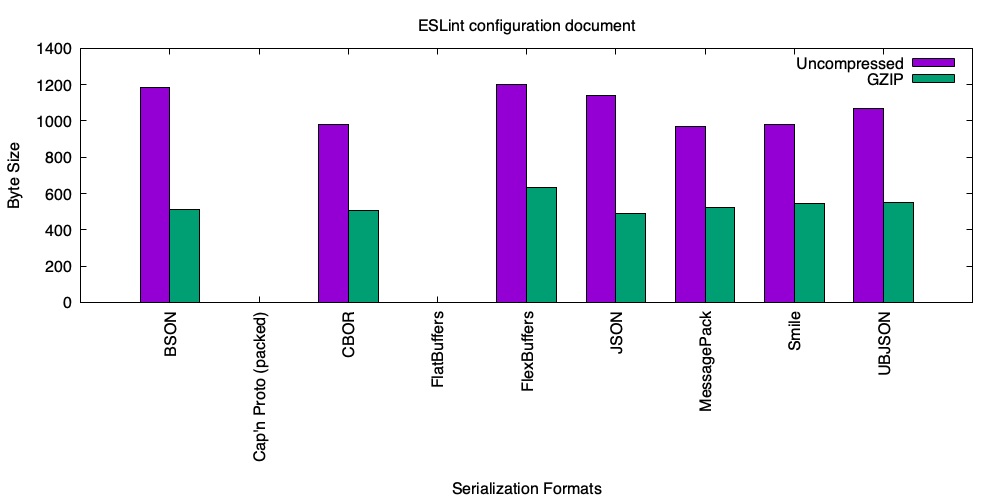 ESLint configuration document
1400
1200
1000
800
600
400
200
0
Byte Size
Uncompressed
GZIP
BSON
Cap'n Proto (packed)
CBOR
FlatBuffers
FlexBuffers
JSON
MessagePack
Smile
UBJSON
Serialization Formats